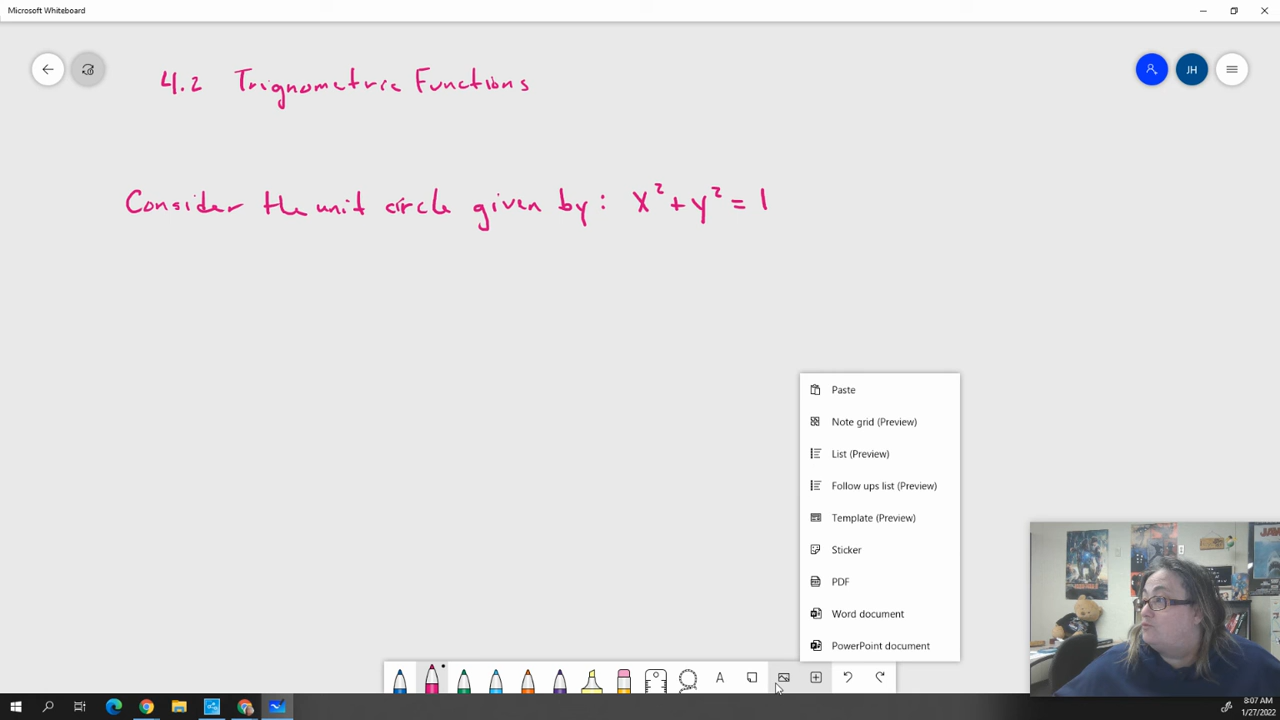 Microsoft Whiteboard
JH
4.2 Trignometric Functions
Consider the unit circle given by: x² + y² = 1
Paste
Note grid (Preview)
List (Preview)
Follow ups list (Preview)
Template (Preview)
Sticker
PDF
Word document
PowerPoint document
A
8:07 AM
1/27/2022